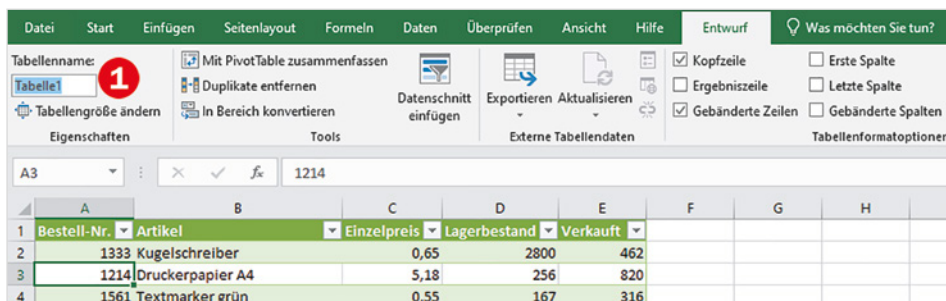 Datei Start Einfügen Seitenlayout Formeln Daten Überprüfen Ansicht Hilfe Entwurf Was möchten Sie tun?
Tabellenname:
Tabelle1
1
Tabellengröße ändern
Eigenschaften
Mit PivotTable zusammenfassen
Duplikate entfernen
In Bereich konvertieren
Datenschnitt
einfügen
Tools
Exportieren Aktualisieren
Externe Tabellendaten
Kopfzeile Erste Spalte
Ergebniszeile Letzte Spalte
Gebänderte Zeilen Gebänderte Spalten
Tabellenformatoptionen
A3 fx 1214
A B C D E F G H
1 Bestell-Nr. Artikel Einzelpreis Lagerbestand Verkauft
2 1333 Kugelschreiber 0,65 2800 462
3 1214 Druckerpapier A4 5,18 256 820
4 1561 Textmarker grün 0,55 167 316